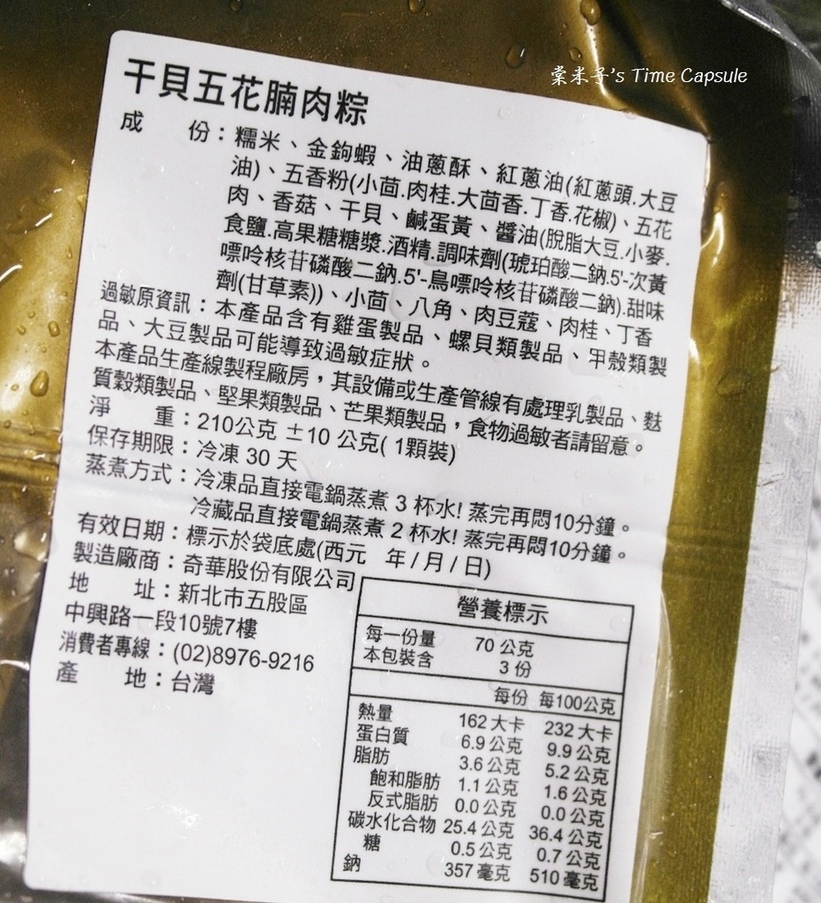 棠米子's Time Capsule
干貝五花腩肉粽
成 份：糯米、金鉤蝦、油蔥酥、紅蔥油(紅蔥頭.大豆
油)、五香粉(小茴.肉桂.大茴香.丁香.花椒)、五花
肉、香菇、干貝、鹹蛋黃、醬油(脫脂大豆.小麥.
食鹽.高果糖糖漿.酒精.調味劑(琥珀酸二鈉.5'-次黃
嘌呤核苷磷酸二鈉.5'-鳥嘌呤核苷磷酸二鈉).甜味
劑(甘草素))、小茴、八角、肉豆蔻、肉桂、丁香
過敏原資訊：本產品含有雞蛋製品、螺貝類製品、甲殼類製
品、大豆製品可能導致過敏症狀。
本產品生產線製程廠房，其設備或生產管線有處理乳製品、麩
質穀類製品、堅果類製品、芒果類製品，食物過敏者請留意。
淨 重：210公克 ±10 公克( 1顆裝)
保存期限：冷凍 30 天
蒸煮方式：冷凍品直接電鍋蒸煮 3 杯水! 蒸完再悶10分鐘。
冷藏品直接電鍋蒸煮 2 杯水! 蒸完再悶10分鐘。
有效日期：標示於袋底處(西元 年/月/日)
製造廠商：奇華股份有限公司
地 址：新北市五股區
中興路一段10號7樓
消費者專線：(02)8976-9216
產 地：台灣
營養標示
每一份量 70 公克
本包裝含 3 份
每份 每100公克
熱量 162 大卡 232 大卡
蛋白質 6.9 公克 9.9 公克
脂肪 3.6 公克 5.2 公克
飽和脂肪 1.1 公克 1.6 公克
反式脂肪 0.0 公克 0.0 公克
碳水化合物 25.4 公克 36.4 公克
糖 0.5 公克 0.7 公克
鈉 357 毫克 510 毫克